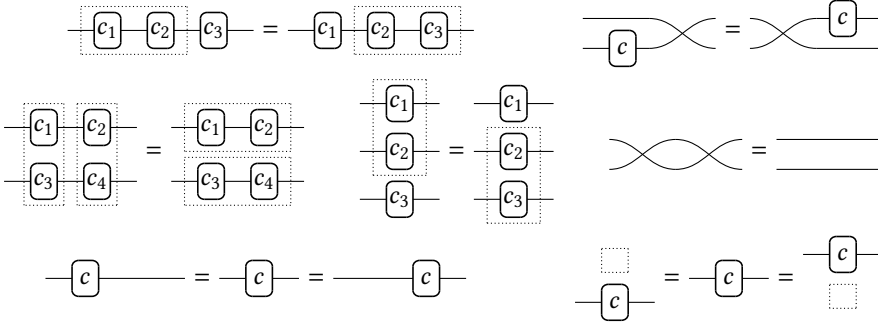 c₁ c₂ c₃ = c₁ c₂ c₃
c = c
c₁ c₂ = c₁ c₂
c₃ c₄ c₃ c₄
c₁ c₁
c₂ = c₂
c₃ c₃
=
c = c = c
c = c = c